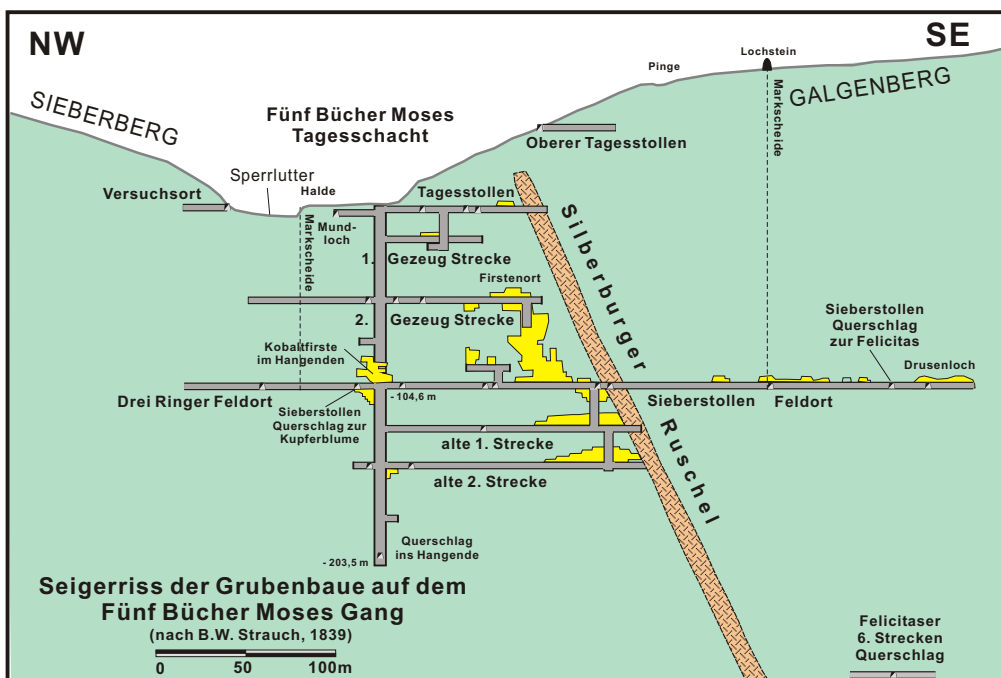 NW
SE
Lochstein
Pinge
GALGENBERG
SIEBERBERG
Markscheide
Fünf Bücher Moses
Tagesschacht
Oberer Tagesstollen
Sperrlutter
Halde
Versuchsort
Tagesstollen
Mund-
loch
Markscheide
1. Gezeug Strecke
Silberburger Ruschel
Firstenort
2. Gezeug Strecke
Sieberstollen
Querschlag
zur Felicitas
Kobaltfirste
im Hangenden
Drusenloch
Drei Ringer Feldort
- 104,6 m
Sieberstollen
Feldort
Sieberstollen
Querschlag zur
Kupferblume
alte 1. Strecke
alte 2. Strecke
Querschlag
ins Hangende
- 203,5 m
Seigerriss der Grubenbaue auf dem
Fünf Bücher Moses Gang
(nach B.W. Strauch, 1839)
0 50 100m
Felicitaser
6. Strecken
Querschlag